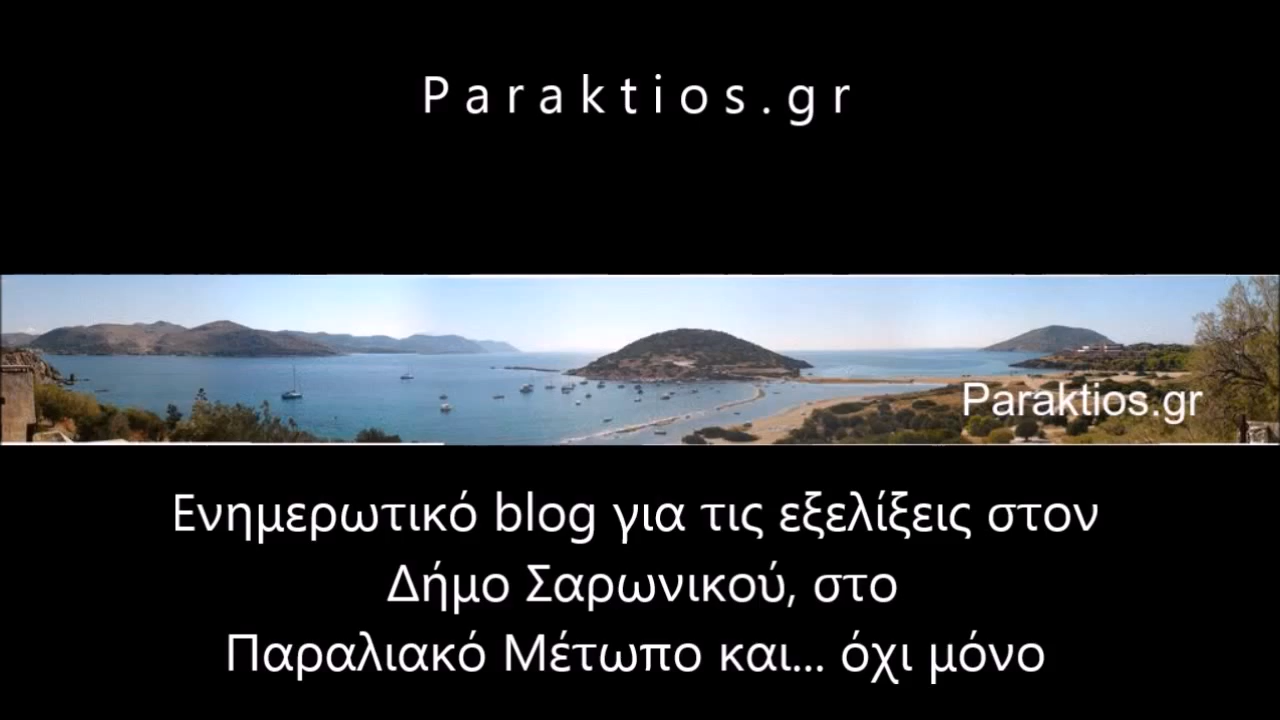 Paraktios.gr
Paraktios.gr
Ενημερωτικό blog για τις εξελίξεις στον
Δήμο Σαρωνικού, στο
Παραλιακό Μέτωπο και... όχι μόνο